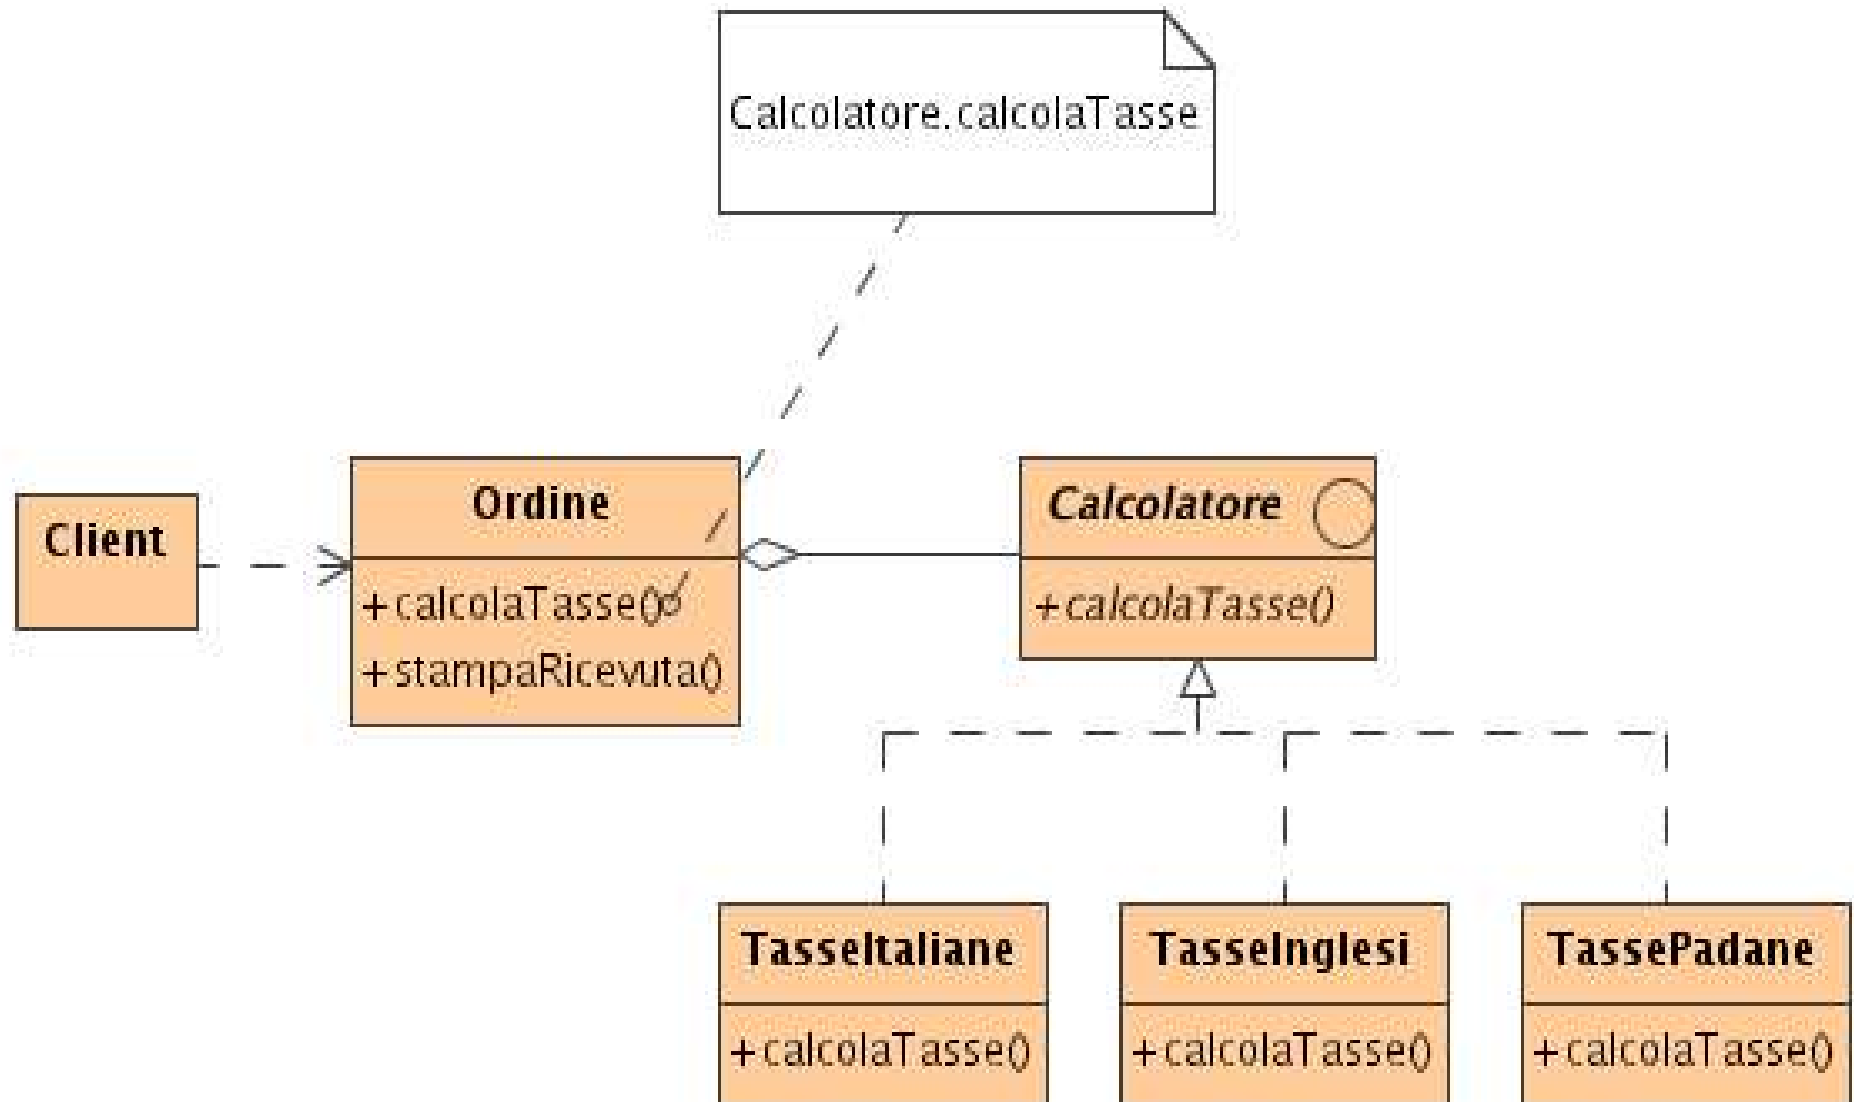 Calcolatore.calcolaTasse
Client
Ordine
+calcolaTasse()
+stampaRicevuta()
Calcolatore
+calcolaTasse()
TasseItaliane
+calcolaTasse()
TasseInglesi
+calcolaTasse()
TassePadane
+calcolaTasse()